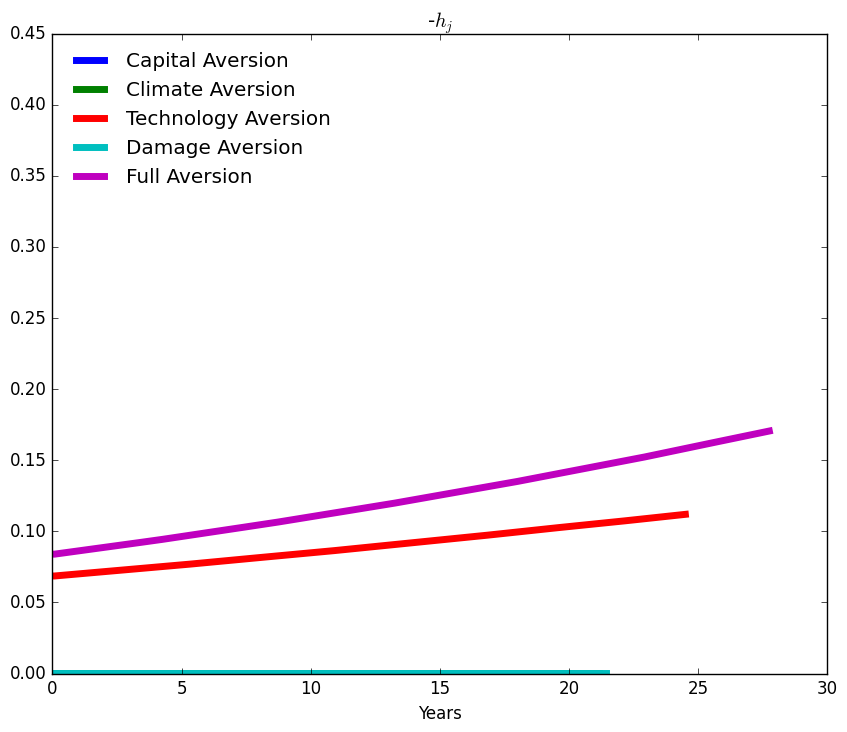 -h_j
0.45
0.40
0.35
0.30
0.25
0.20
0.15
0.10
0.05
0.00
Capital Aversion
Climate Aversion
Technology Aversion
Damage Aversion
Full Aversion
0 5 10 15 20 25 30
Years